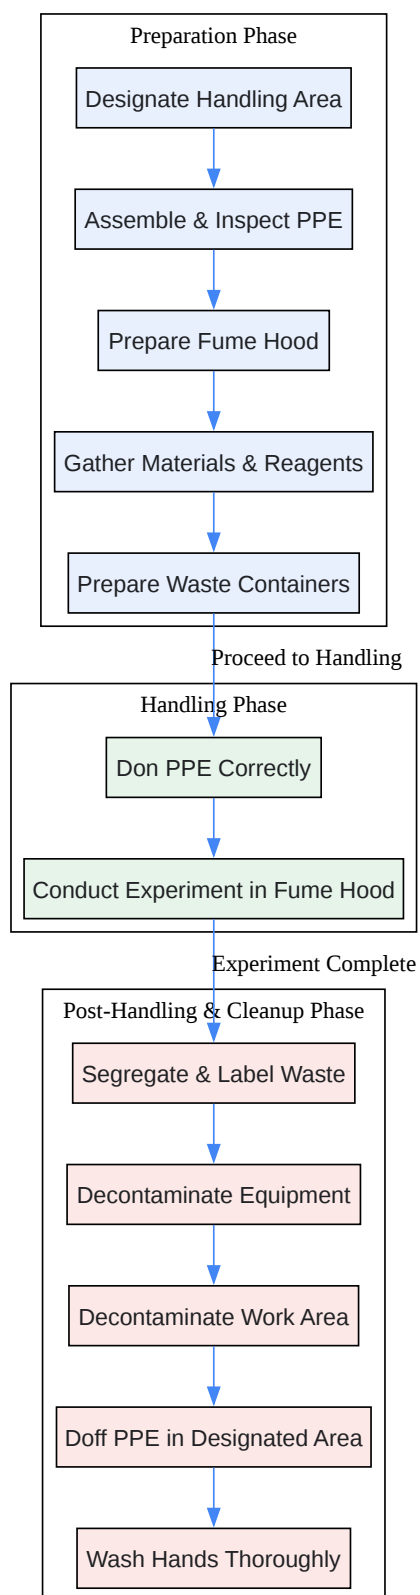 Preparation Phase
Designate Handling Area
Assemble & Inspect PPE
Prepare Fume Hood
Gather Materials & Reagents
Prepare Waste Containers
Proceed to Handling
Handling Phase
Don PPE Correctly
Conduct Experiment in Fume Hood
Experiment Complete
Post-Handling & Cleanup Phase
Segregate & Label Waste
Decontaminate Equipment
Decontaminate Work Area
Doff PPE in Designated Area
Wash Hands Thoroughly